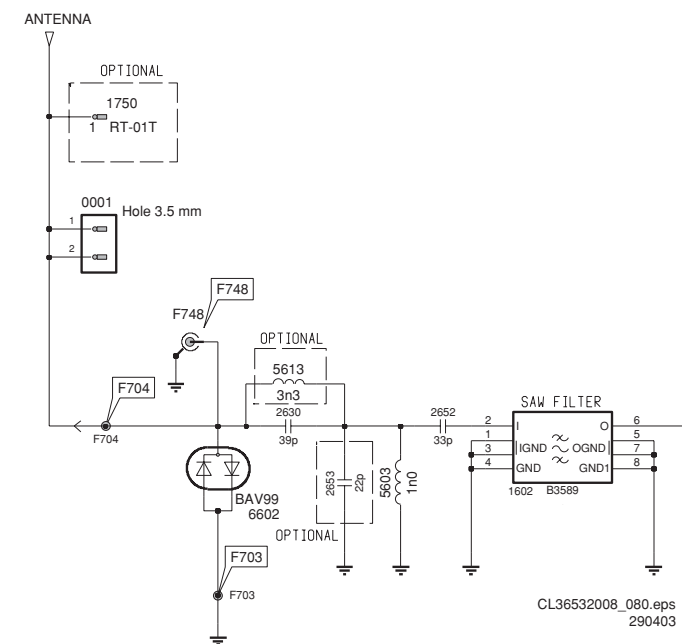 ANTENNA
OPTIONAL
1750
1 RT-01T
0001
Hole 3.5 mm
1
2
F748
F748
OPTIONAL
5613
3n3
F704
F704
2630
39p
2652
33p
SAW FILTER
2 I O 6
1 5
3 IGND OGND 7
4 GND GND1 8
1602 B3589
2653
22p
5603
1n0
BAV99
6602
OPTIONAL
F703
F703
CL36532008_080.eps
290403